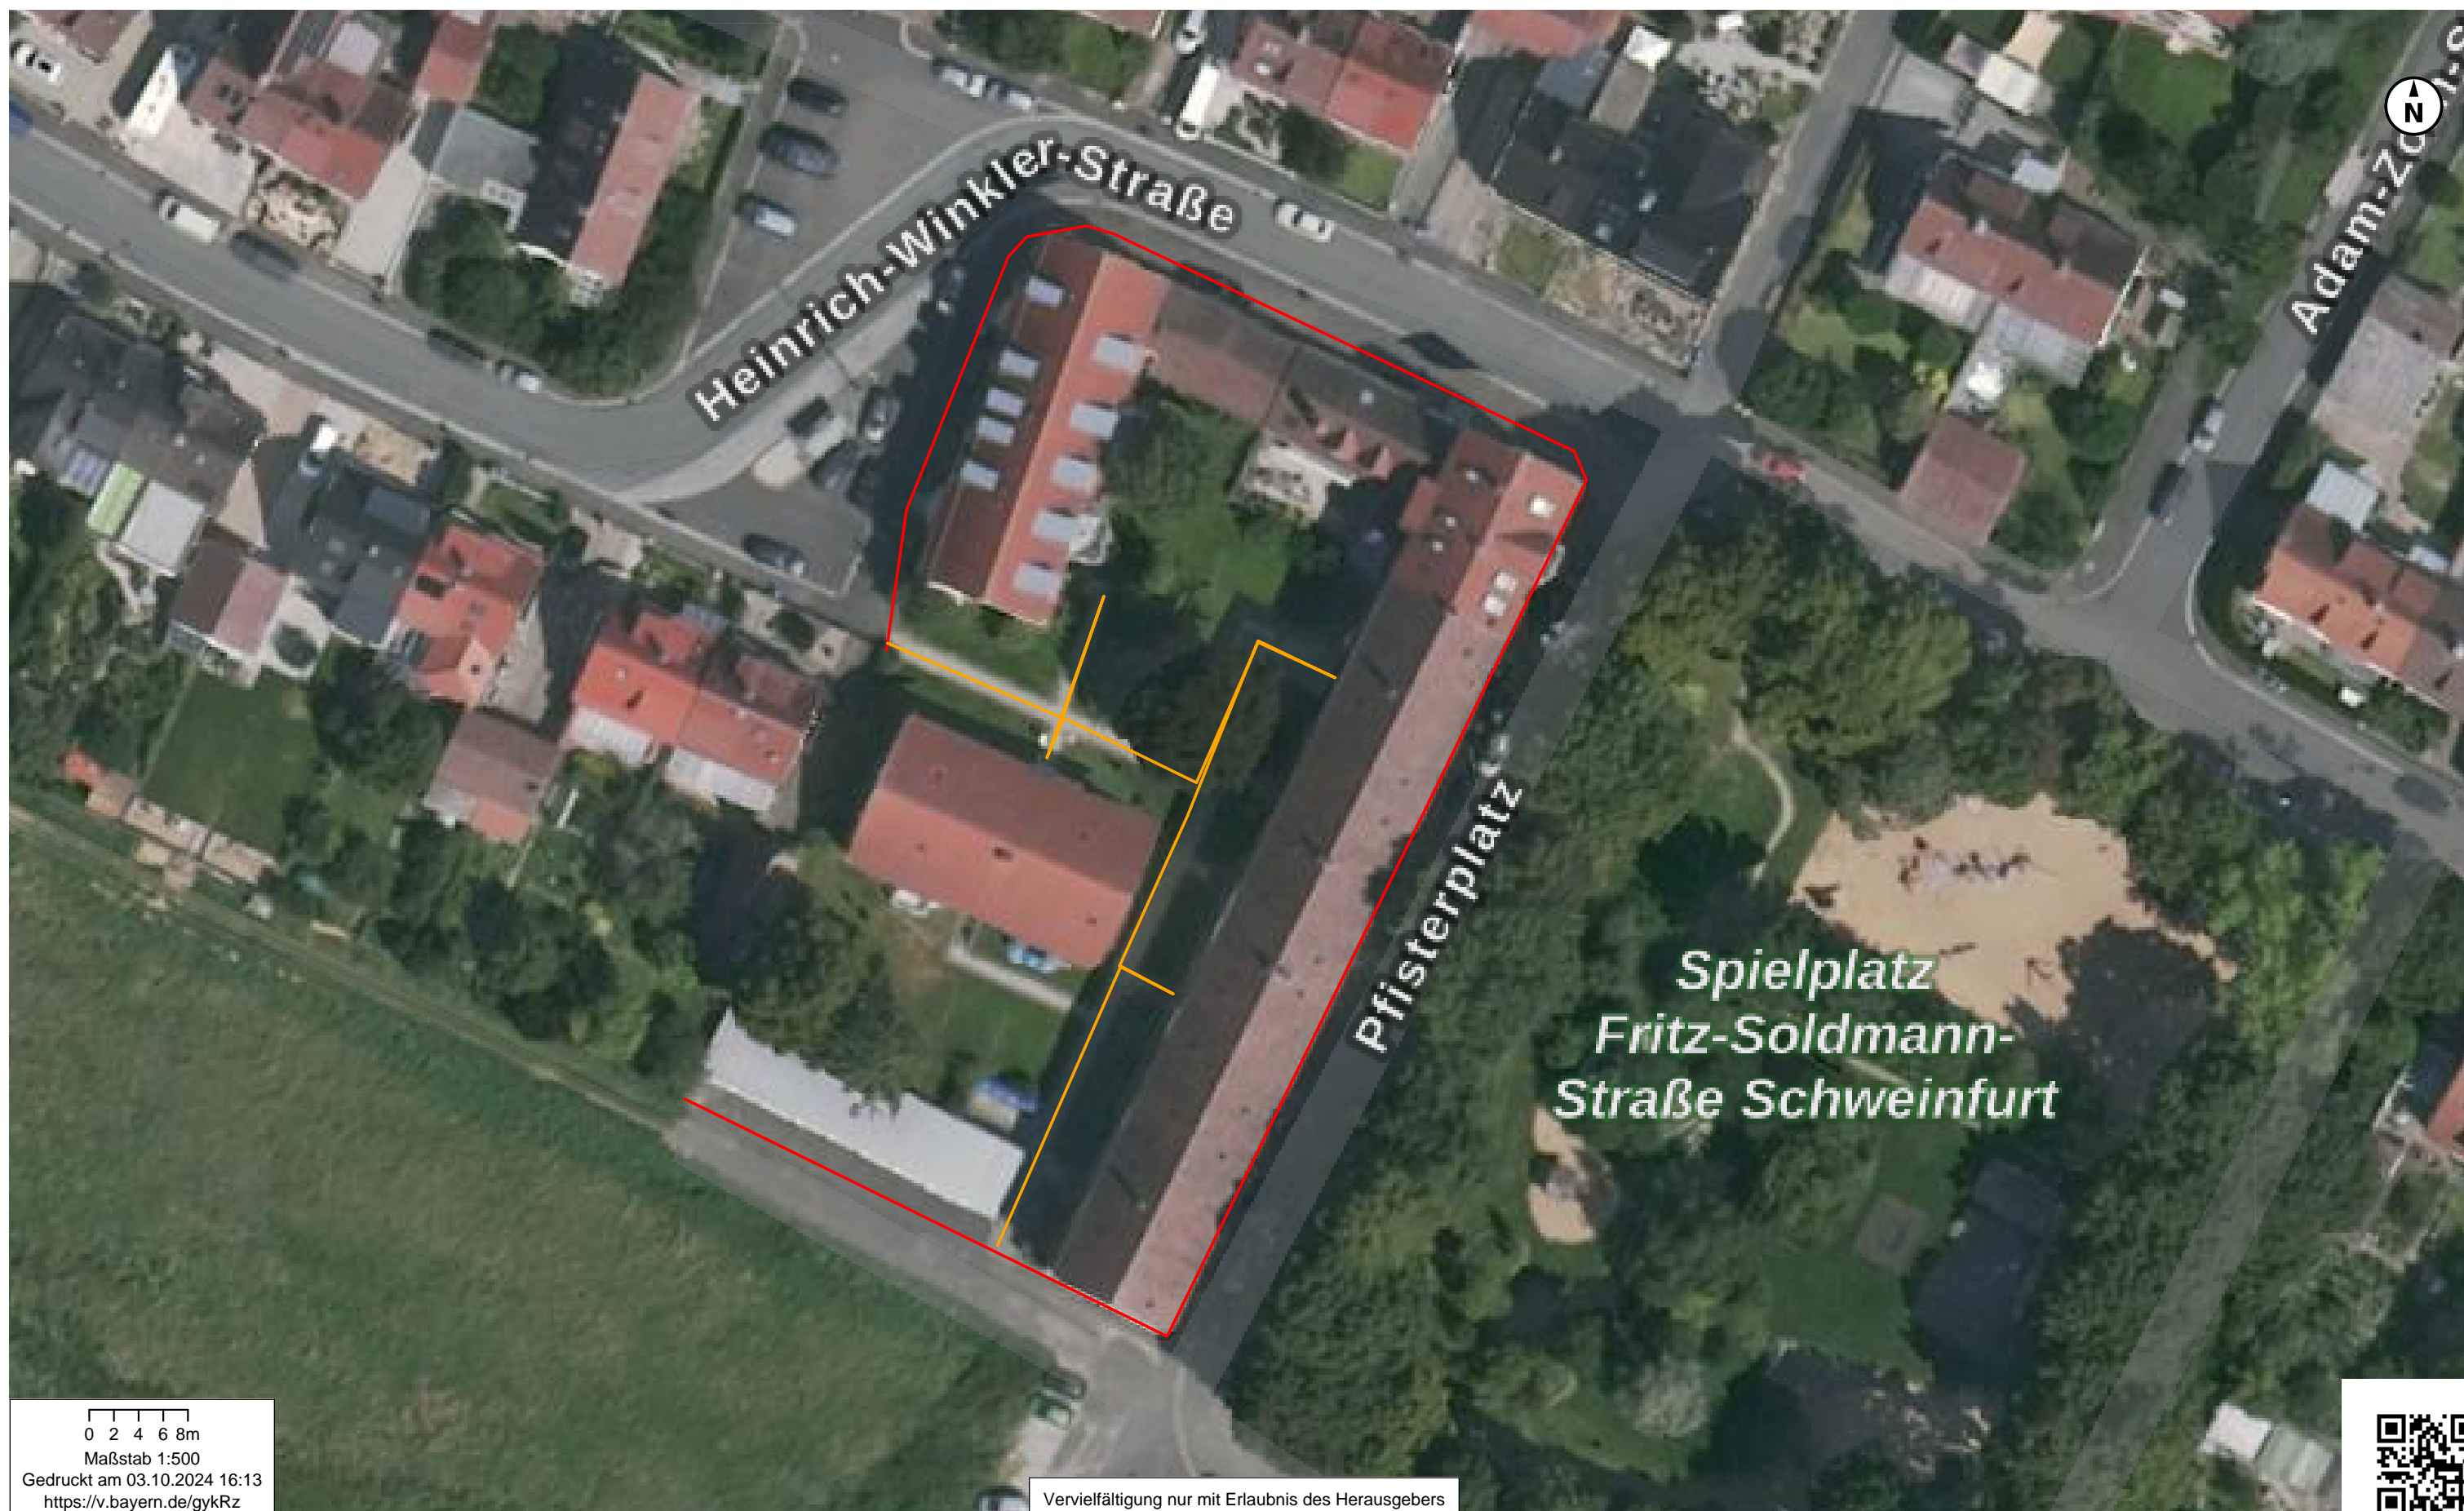 Heinrich-Winkler-Straße
N
Pfisterplatz
Spielplatz
Fritz-Soldmann-
Straße Schweinfurt
0 2 4 6 8m
Maßstab 1:500
Gedruckt am 03.10.2024 16:13
https://v.bayern.de/gykRz
Vervielfältigung nur mit Erlaubnis des Herausgebers